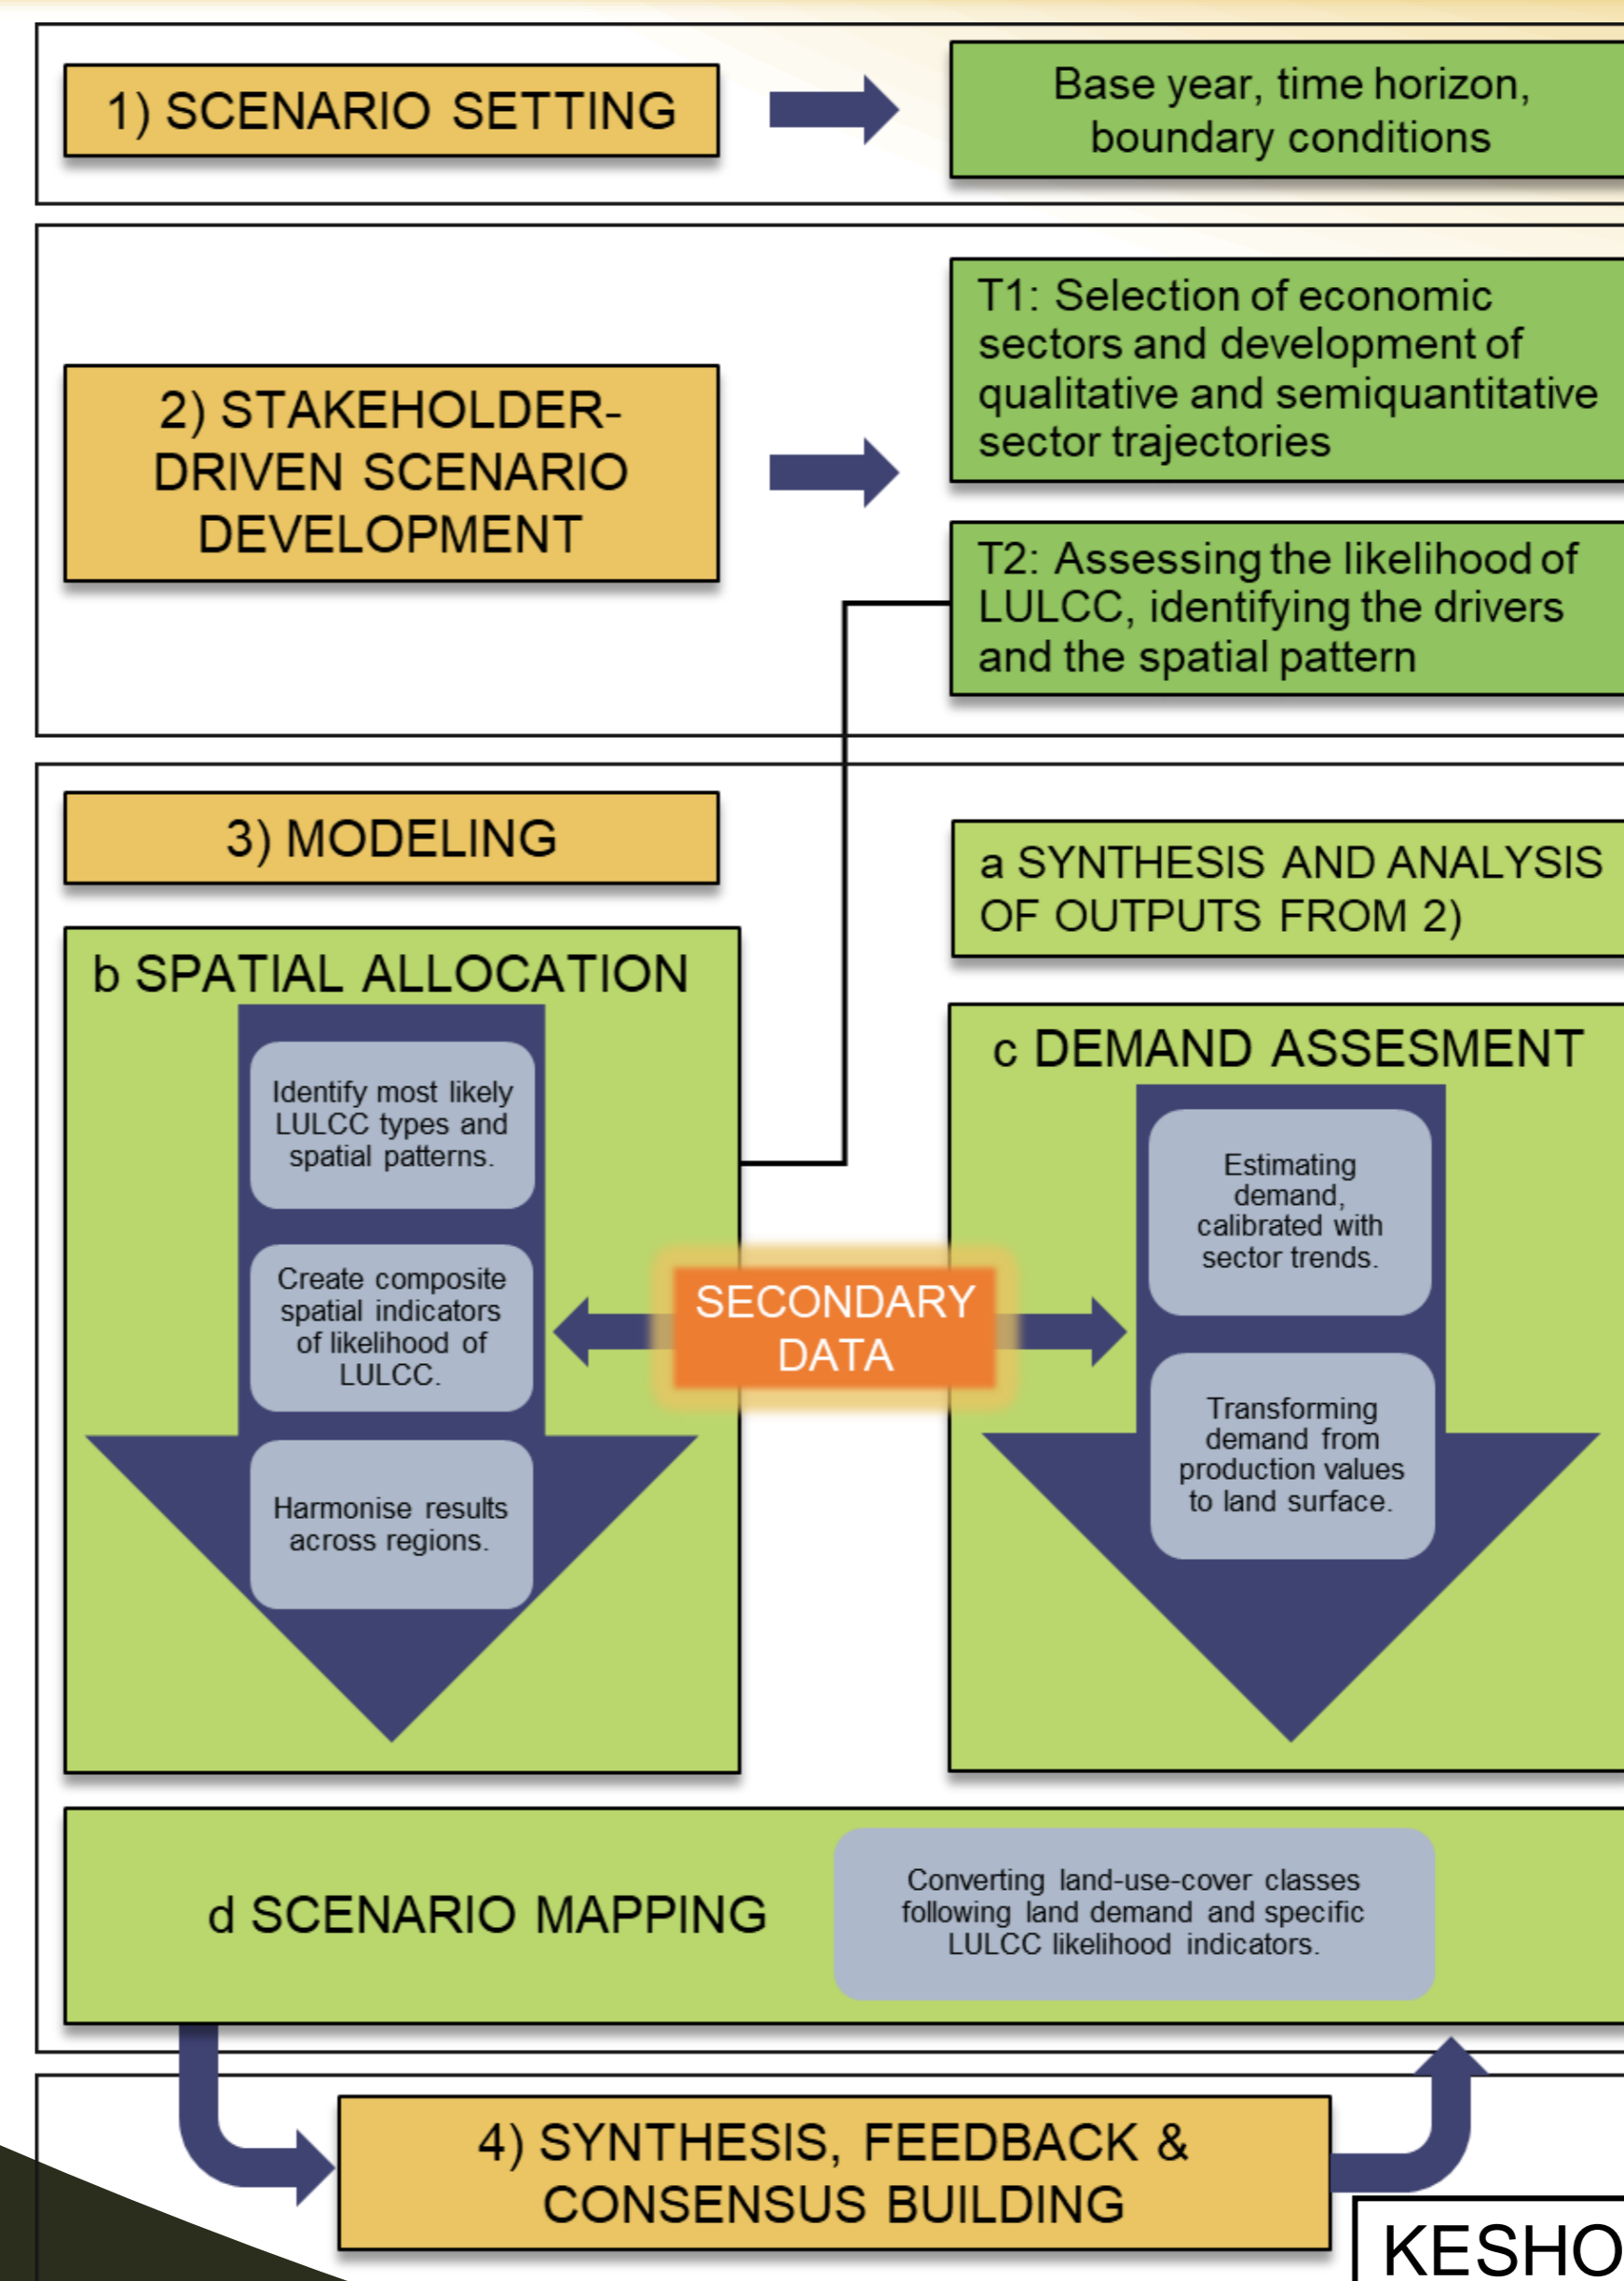 1) SCENARIO SETTING
Base year, time horizon,
boundary conditions
2) STAKEHOLDER-
DRIVEN SCENARIO
DEVELOPMENT
T1: Selection of economic
sectors and development of
qualitative and semiquantitative
sector trajectories
T2: Assessing the likelihood of
LULCC, identifying the drivers
and the spatial pattern
3) MODELING
a SYNTHESIS AND ANALYSIS
OF OUTPUTS FROM 2)
b SPATIAL ALLOCATION
Identify most likely
LULCC types and
spatial patterns.
Create composite
spatial indicators
of likelihood of
LULCC.
Harmonise results
across regions.
SECONDARY
DATA
c DEMAND ASSESMENT
Estimating
demand,
calibrated with
sector trends.
Transforming
demand from
production values
to land surface.
d SCENARIO MAPPING
Converting land-use-cover classes
following land demand and specific
LULCC likelihood indicators.
4) SYNTHESIS, FEEDBACK &
CONSENSUS BUILDING
KESHO